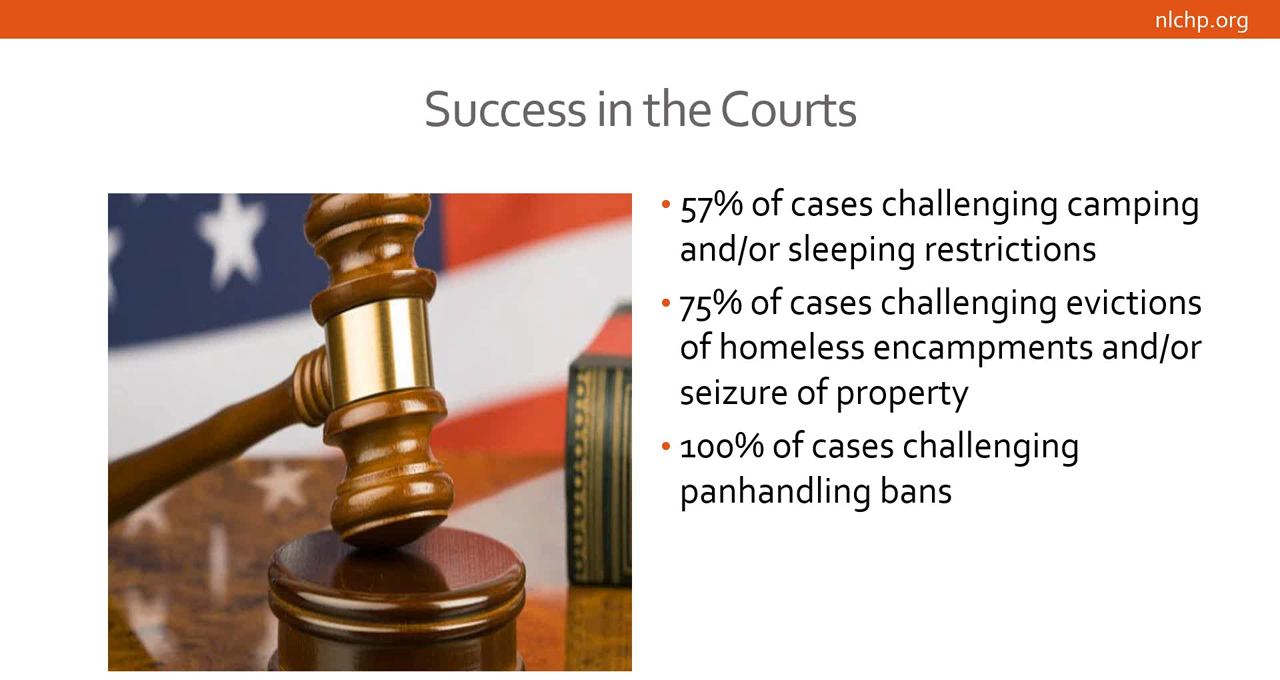 nlchp.org
Success in the Courts
• 57% of cases challenging camping
and/or sleeping restrictions
• 75% of cases challenging evictions
of homeless encampments and/or
seizure of property
• 100% of cases challenging
panhandling bans